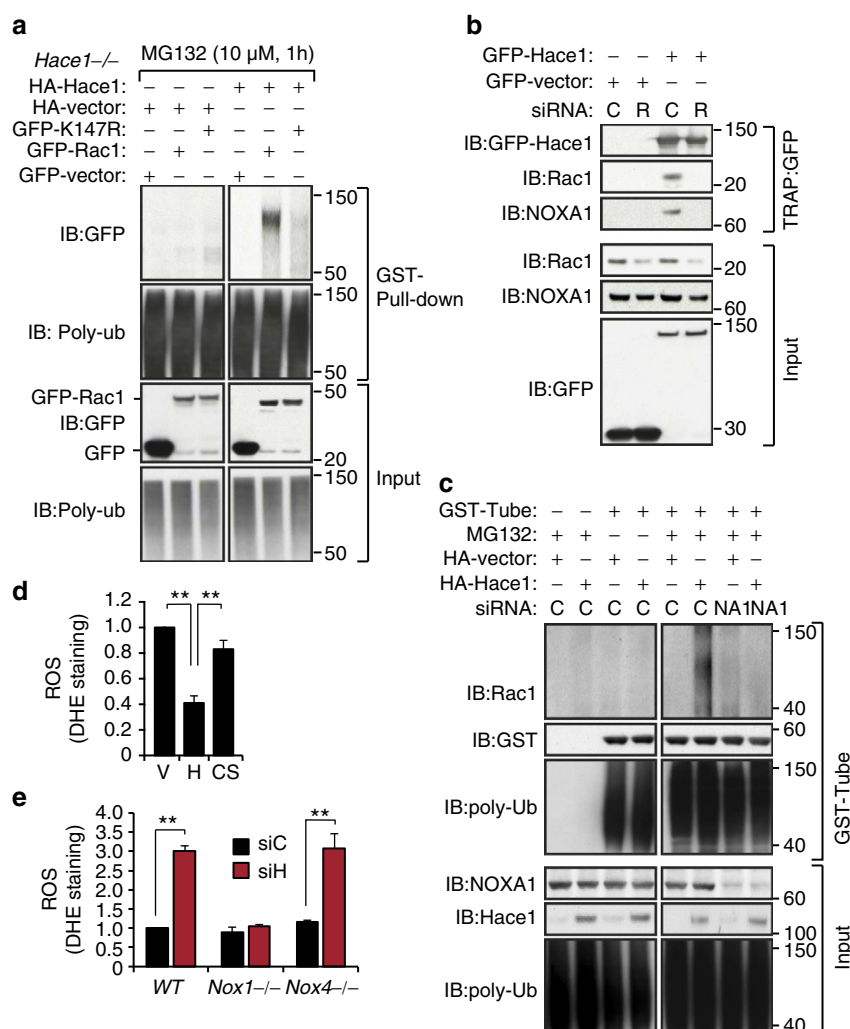 a
Hace1–/–
MG132 (10 μM, 1h)
HA-Hace1: – – – + + +
HA-vector: + + + – – –
GFP-K147R: – – + – – +
GFP-Rac1: – + – – + –
GFP-vector: + – – + – –
IB:GFP
150
50
IB: Poly-ub
150
50
GST-
Pull-down
GFP-Rac1
IB:GFP
GFP
50
20
IB:Poly-ub
150
50
Input
b
GFP-Hace1: – – + +
GFP-vector: + + – –
siRNA: C R C R
IB:GFP-Hace1
150
IB:Rac1
20
IB:NOXA1
60
TRAP:GFP
IB:Rac1
20
IB:NOXA1
60
IB:GFP
150
30
Input
c
GST-Tube: – – + + + + + +
MG132: + + – – + + + +
HA-vector: + – + – + – + –
HA-Hace1: – + – + – + – +
siRNA: C C C C C C NA1 NA1
IB:Rac1
150
40
IB:GST
60
IB:poly-Ub
150
40
GST-Tube
IB:NOXA1
60
IB:Hace1
100
IB:poly-Ub
150
40
Input
d
ROS
(DHE staining)
1.2
1.0
0.8
0.6
0.4
0.2
0
** **
V H CS
e
ROS
(DHE staining)
4.0
3.5
3.0
2.5
2.0
1.5
1.0
0.5
0
** **
siC
siH
WT Nox1–/– Nox4–/–